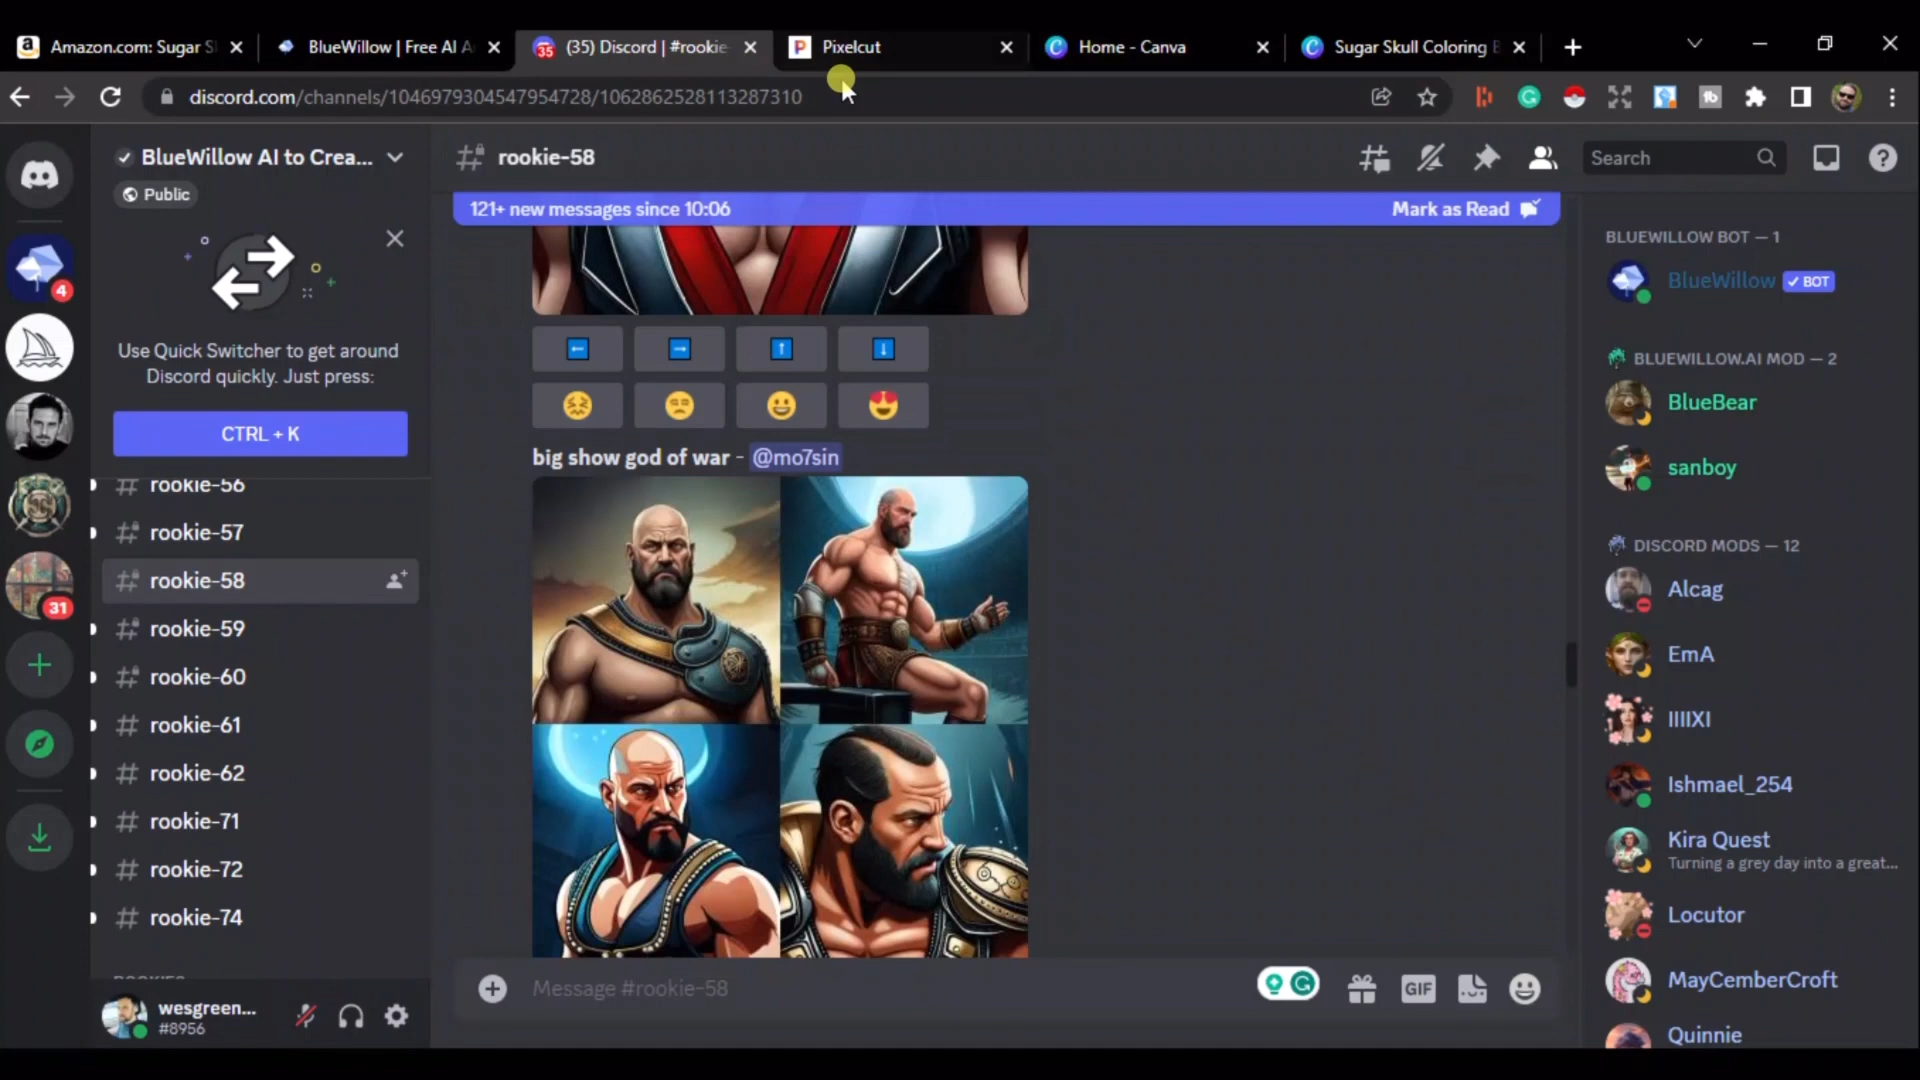 Amazon.com: Sugar S
BlueWillow | Free AI A
(35) Discord | #rookie-
Pixelcut
Home - Canva
Sugar Skull Coloring B
discord.com/channels/1046979304547954728/1062862528113287310
BlueWillow AI to Crea...
Public
Use Quick Switcher to get around
Discord quickly. Just press:
CTRL + K
rookie-56
rookie-57
rookie-58
rookie-59
rookie-60
rookie-61
rookie-62
rookie-71
rookie-72
rookie-74
wesgreen...
#8956
4
31
rookie-58
Search
121+ new messages since 10:06
Mark as Read
big show god of war - @mo7sin
Message #rookie-58
GIF
BLUEWILLOW BOT — 1
BlueWillow
BOT
BLUEWILLOW.AI MOD — 2
BlueBear
sanboy
DISCORD MODS — 12
Alcag
EmA
Ishmael_254
Kira Quest
Turning a grey day into a great...
Locutor
MayCemberCroft
Quinnie